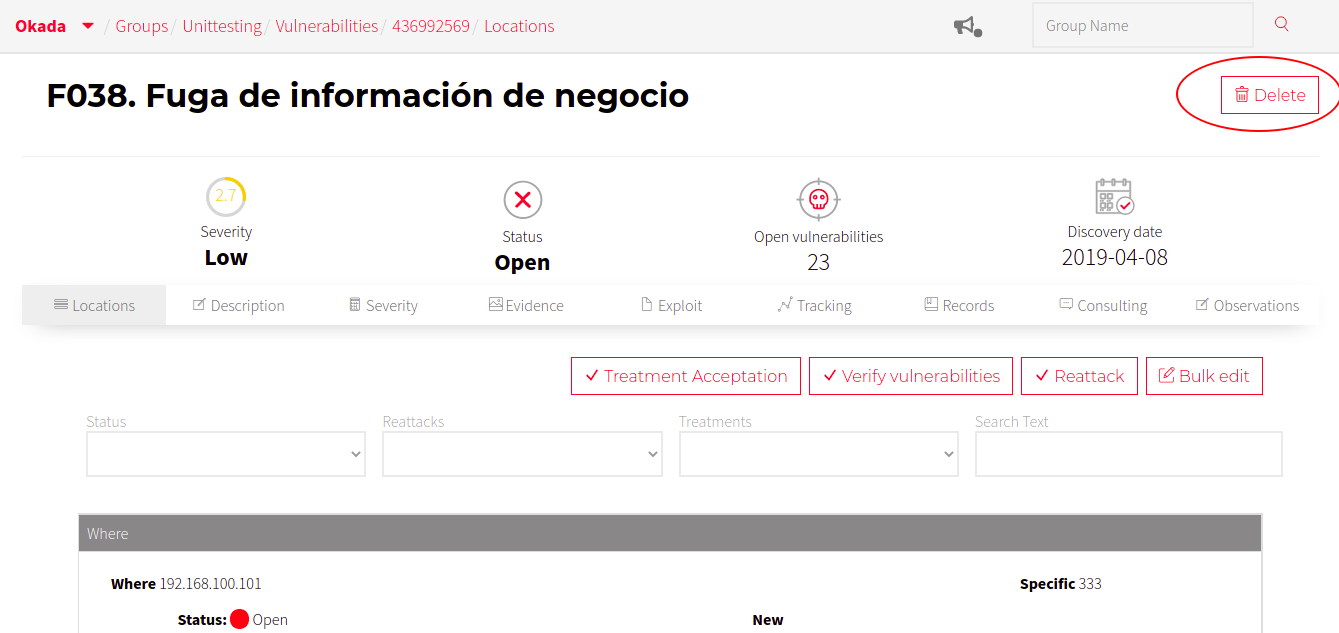 Okada / Groups / Unittesting / Vulnerabilities / 436992569 / Locations Group Name
F038. Fuga de información de negocio Delete
2.7
Severity Status Open vulnerabilities Discovery date
Low Open 23 2019-04-08
Locations Description Severity Evidence Exploit Tracking Records Consulting Observations
Treatment Acceptation Verify vulnerabilities Reattack Bulk edit
Status Reattacks Treatments Search Text
Where
Where 192.168.100.101 Specific 333
Status: Open New